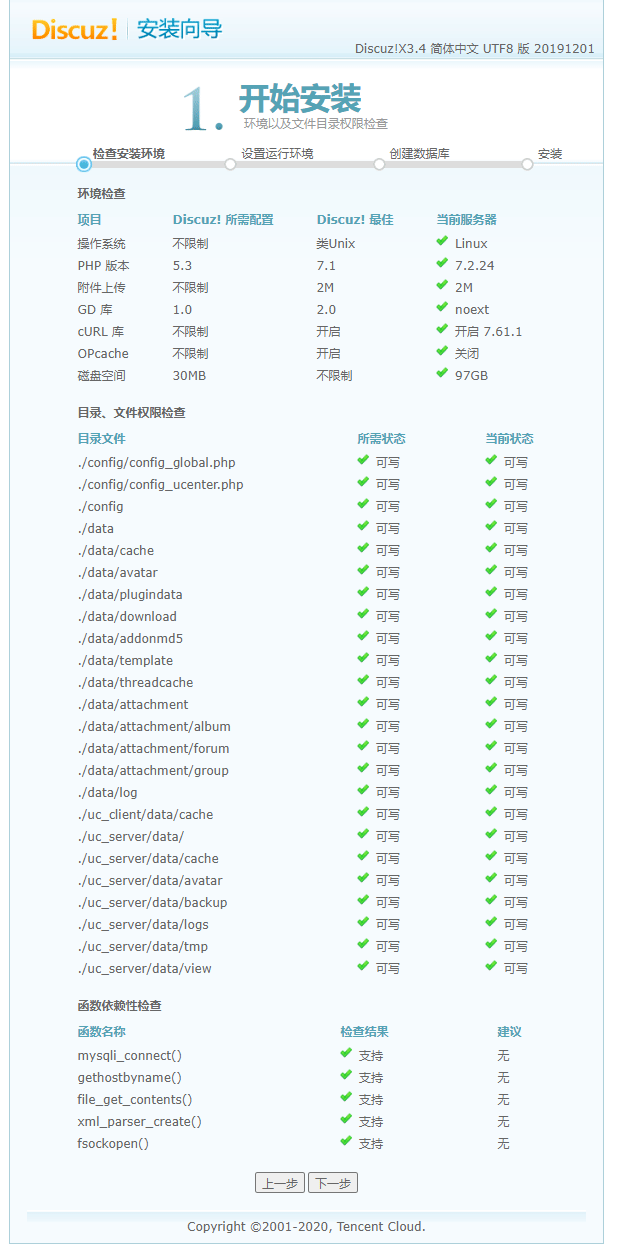 Discuz! 安装向导
Discuz!X3.4 简体中文 UTF8 版 20191201
1. 开始安装
环境以及文件目录权限检查
检查安装环境 设置运行环境 创建数据库 安装
环境检查
项目 Discuz! 所需配置 Discuz! 最佳 当前服务器
操作系统 不限制 类Unix Linux
PHP 版本 5.3 7.1 7.2.24
附件上传 不限制 2M 2M
GD 库 1.0 2.0 noext
cURL 库 不限制 开启 开启 7.61.1
OPcache 不限制 开启 关闭
磁盘空间 30MB 不限制 97GB
目录、文件权限检查
目录文件 所需状态 当前状态
./config/config_global.php 可写 可写
./config/config_ucenter.php 可写 可写
./config 可写 可写
./data 可写 可写
./data/cache 可写 可写
./data/avatar 可写 可写
./data/plugindata 可写 可写
./data/download 可写 可写
./data/addonmd5 可写 可写
./data/template 可写 可写
./data/threadcache 可写 可写
./data/attachment 可写 可写
./data/attachment/album 可写 可写
./data/attachment/forum 可写 可写
./data/attachment/group 可写 可写
./data/log 可写 可写
./uc_client/data/cache 可写 可写
./uc_server/data/ 可写 可写
./uc_server/data/cache 可写 可写
./uc_server/data/avatar 可写 可写
./uc_server/data/backup 可写 可写
./uc_server/data/logs 可写 可写
./uc_server/data/tmp 可写 可写
./uc_server/data/view 可写 可写
函数依赖性检查
函数名称 检查结果 建议
mysqli_connect() 支持 无
gethostbyname() 支持 无
file_get_contents() 支持 无
xml_parser_create() 支持 无
fsockopen() 支持 无
上一步 下一步
Copyright ©2001-2020, Tencent Cloud.